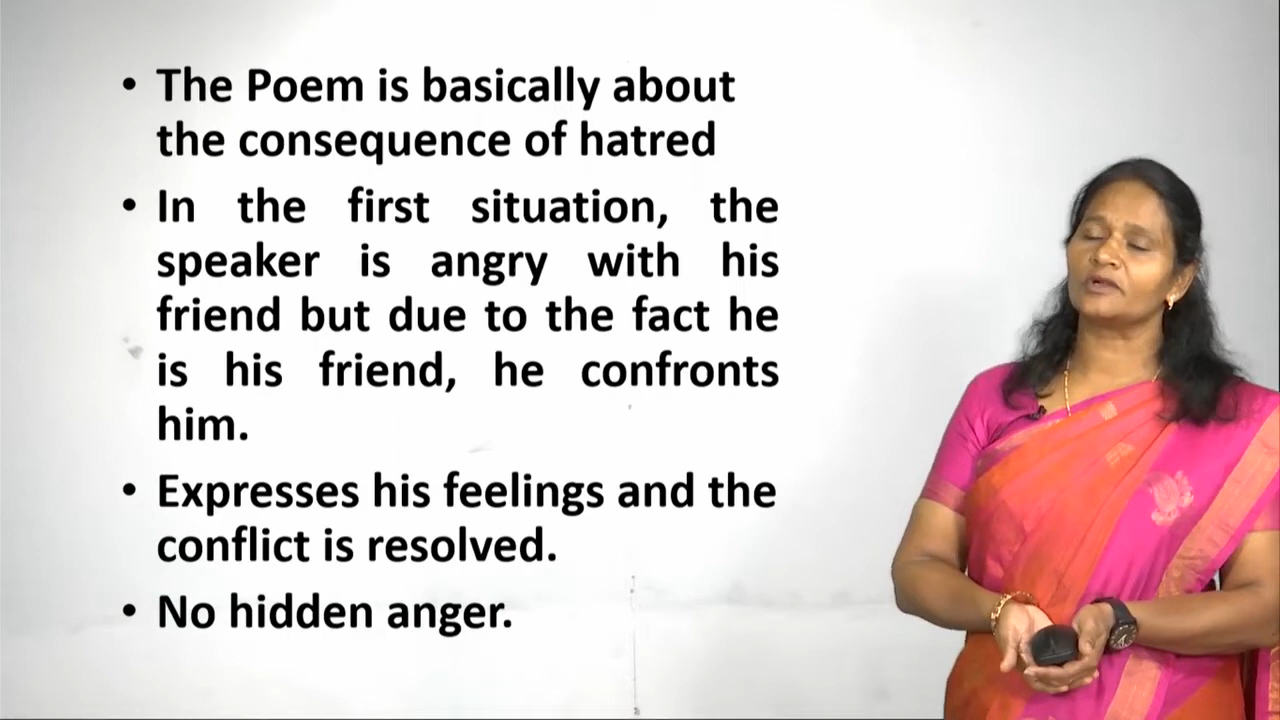 • The Poem is basically about
the consequence of hatred
• In the first situation, the
speaker is angry with his
friend but due to the fact he
is his friend, he confronts
him.
• Expresses his feelings and the
conflict is resolved.
• No hidden anger.